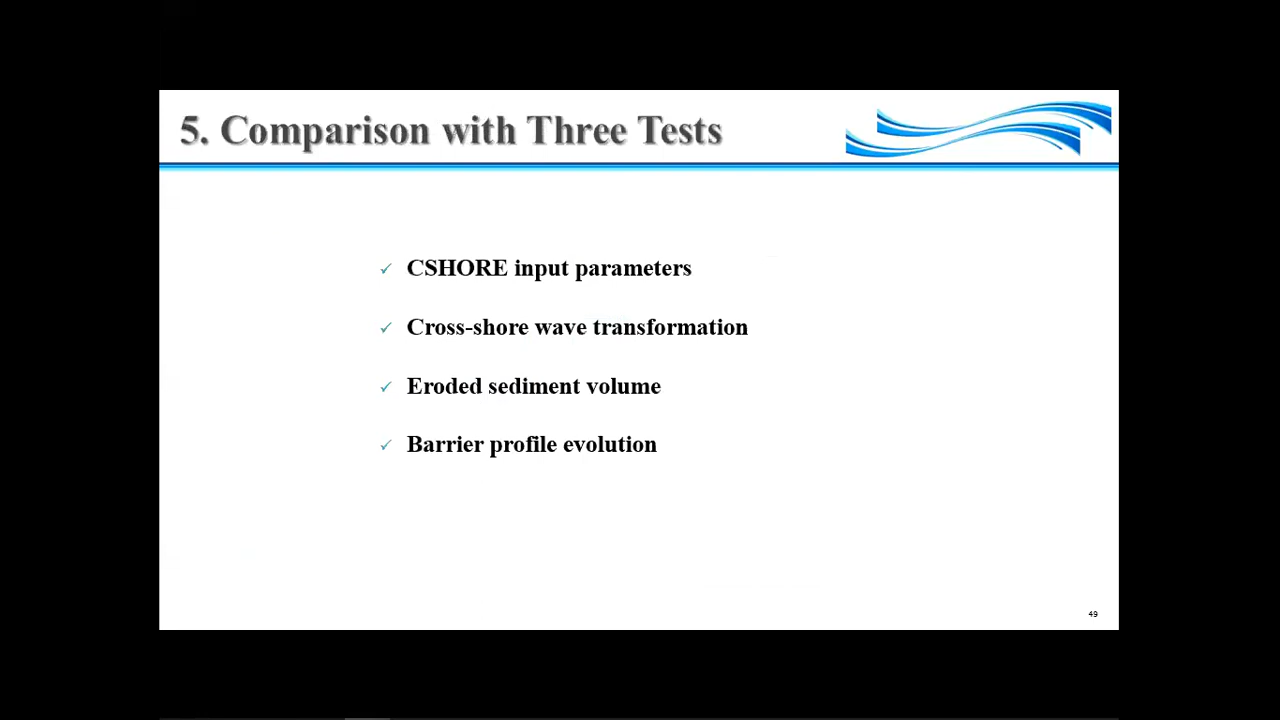 5. Comparison with Three Tests
✓ CSHORE input parameters
✓ Cross-shore wave transformation
✓ Eroded sediment volume
✓ Barrier profile evolution
49